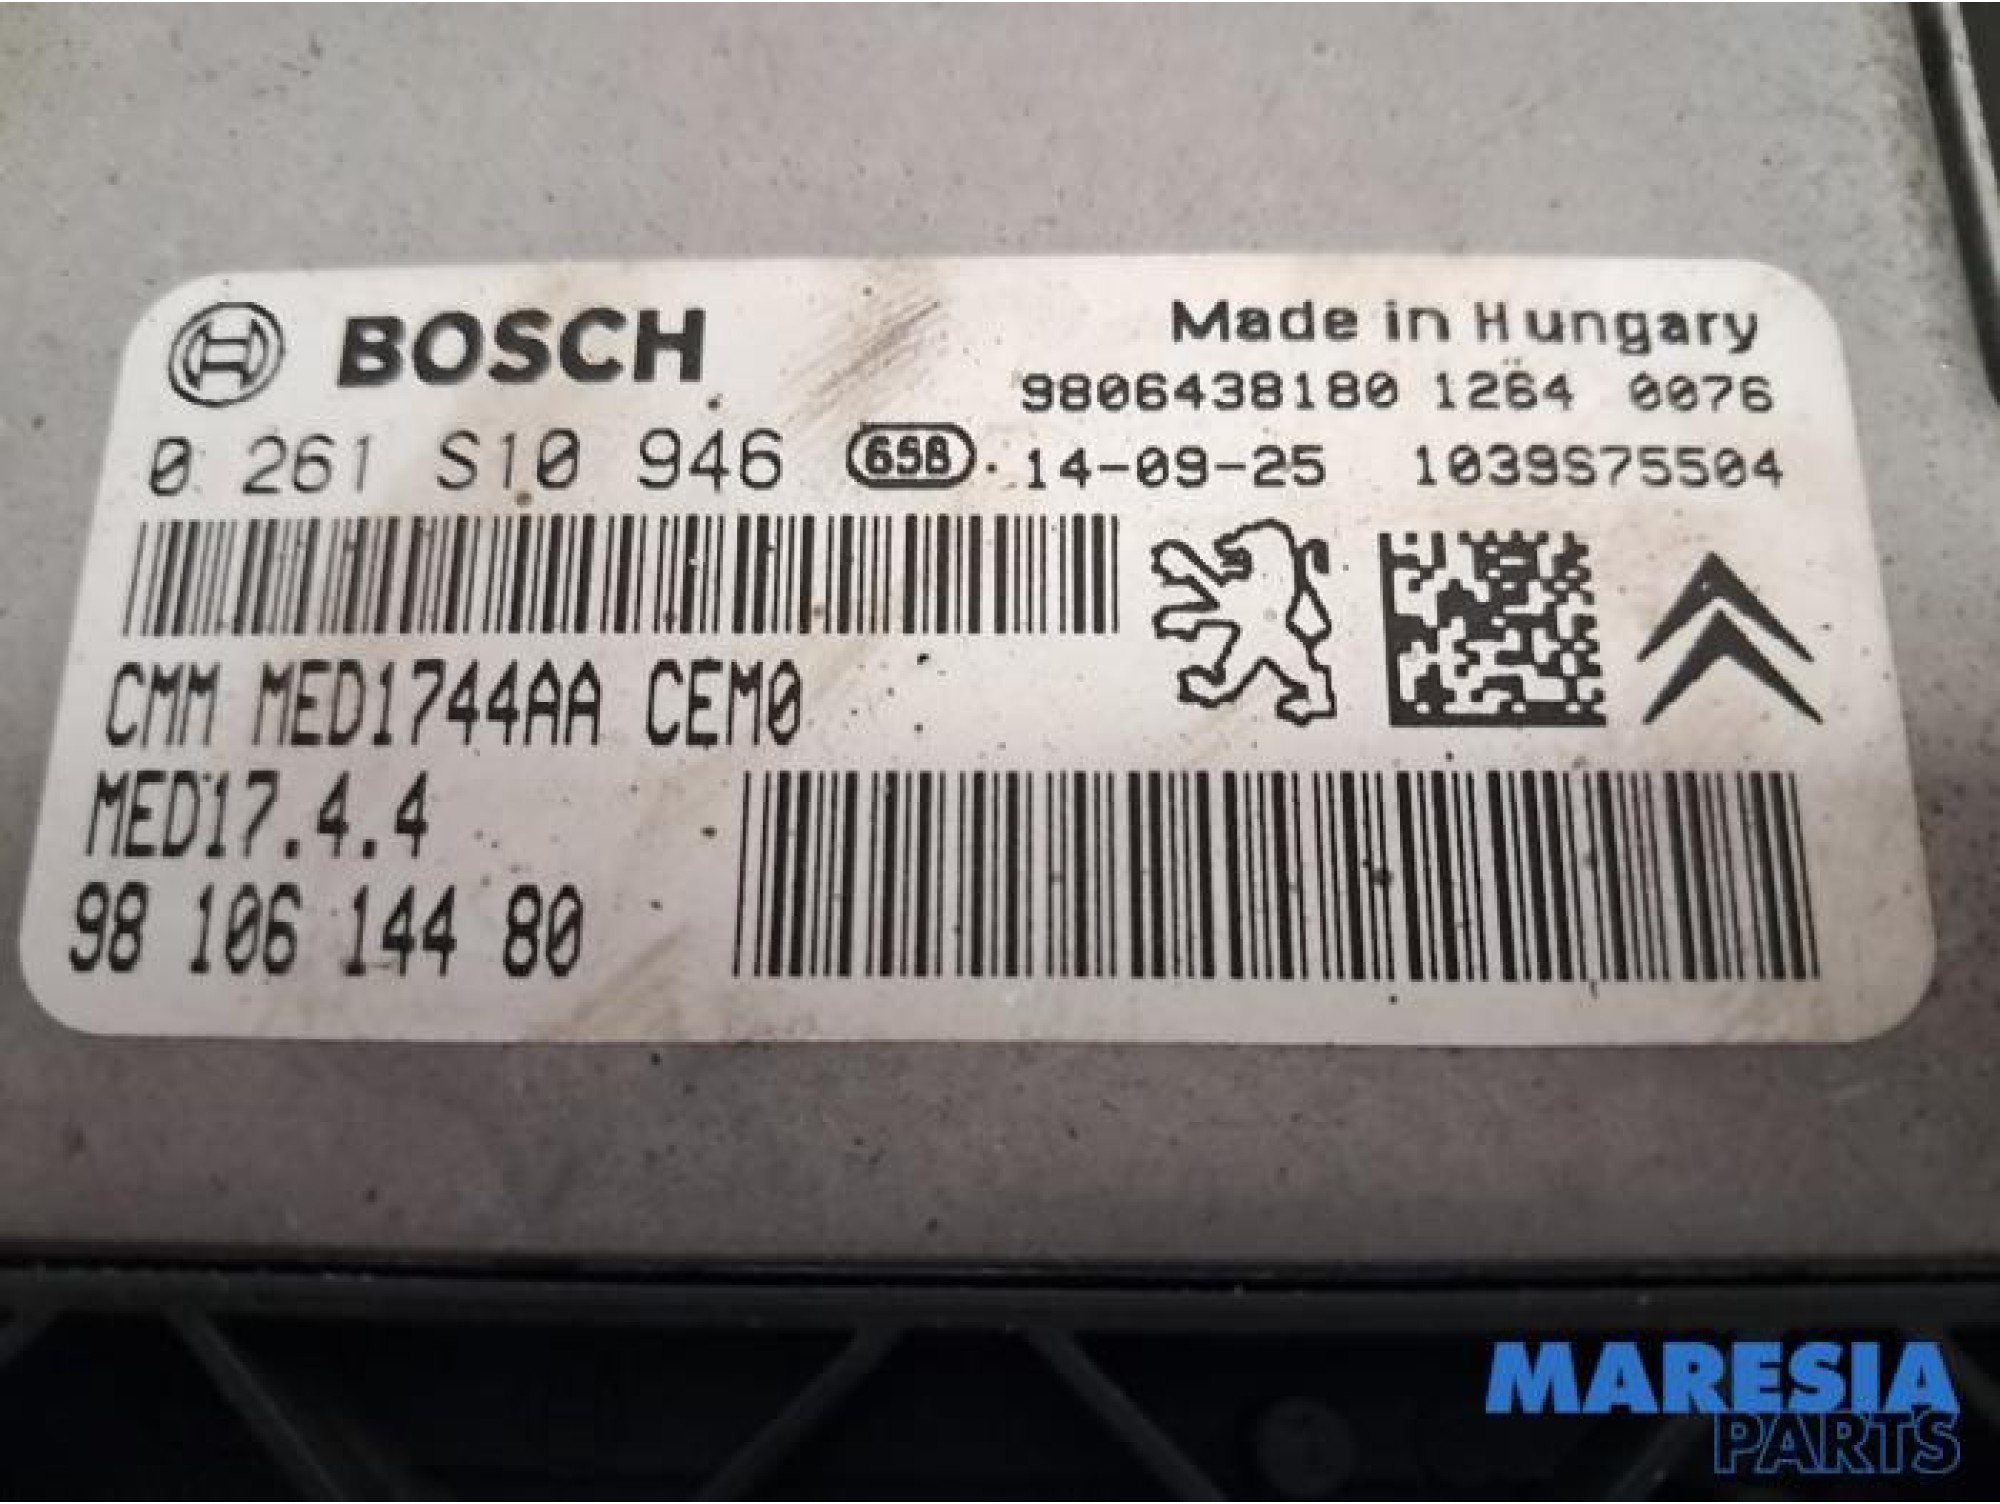 BOSCH
Made in Hungary
9806438180 1264 0076
0 261 S10 946 658 14-09-25 1039S75504
CMM MED1744AA CEM0
MED17.4.4
98 106 144 80
MARESIA
PARTS